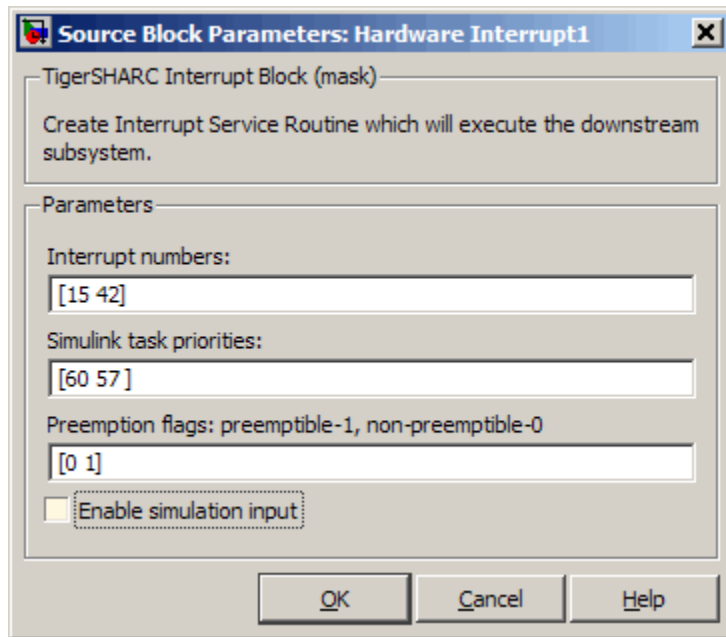 Source Block Parameters: Hardware Interrupt1
TigerSHARC Interrupt Block (mask)
Create Interrupt Service Routine which will execute the downstream
subsystem.
Parameters
Interrupt numbers:
[15 42]
Simulink task priorities:
[60 57 ]
Preemption flags: preemptible-1, non-preemptible-0
[0 1]
Enable simulation input
OK Cancel Help